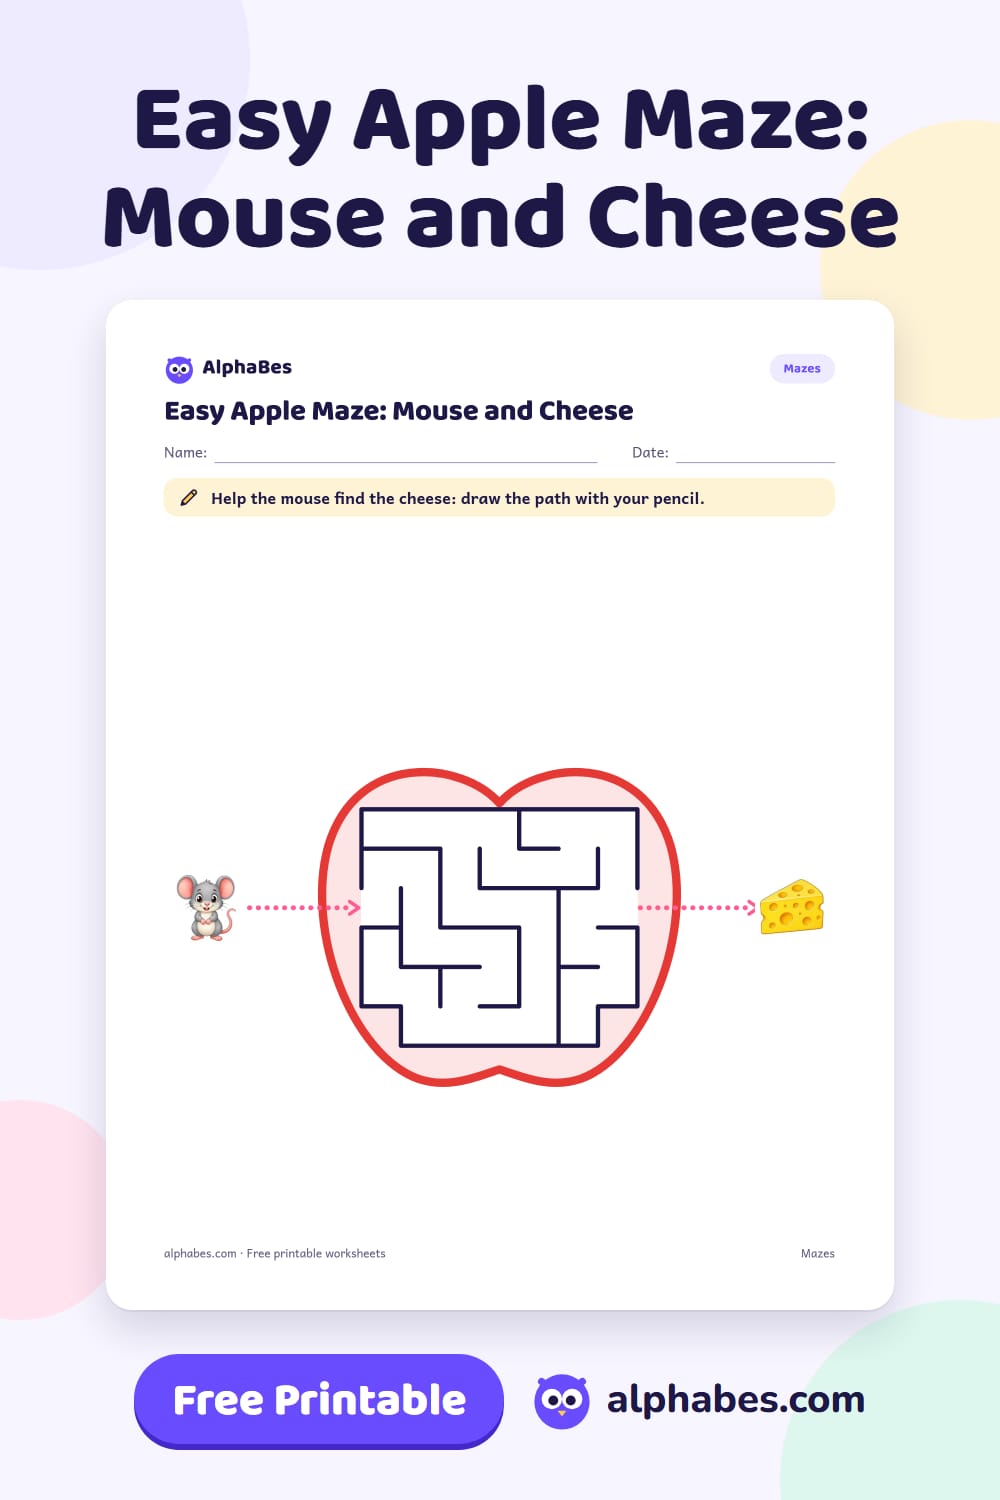 Easy Apple Maze:
Mouse and Cheese
AlphaBes
Mazes
Easy Apple Maze: Mouse and Cheese
Name:
Date:
Help the mouse find the cheese: draw the path with your pencil.
alphabes.com · Free printable worksheets
Mazes
Free Printable
alphabes.com